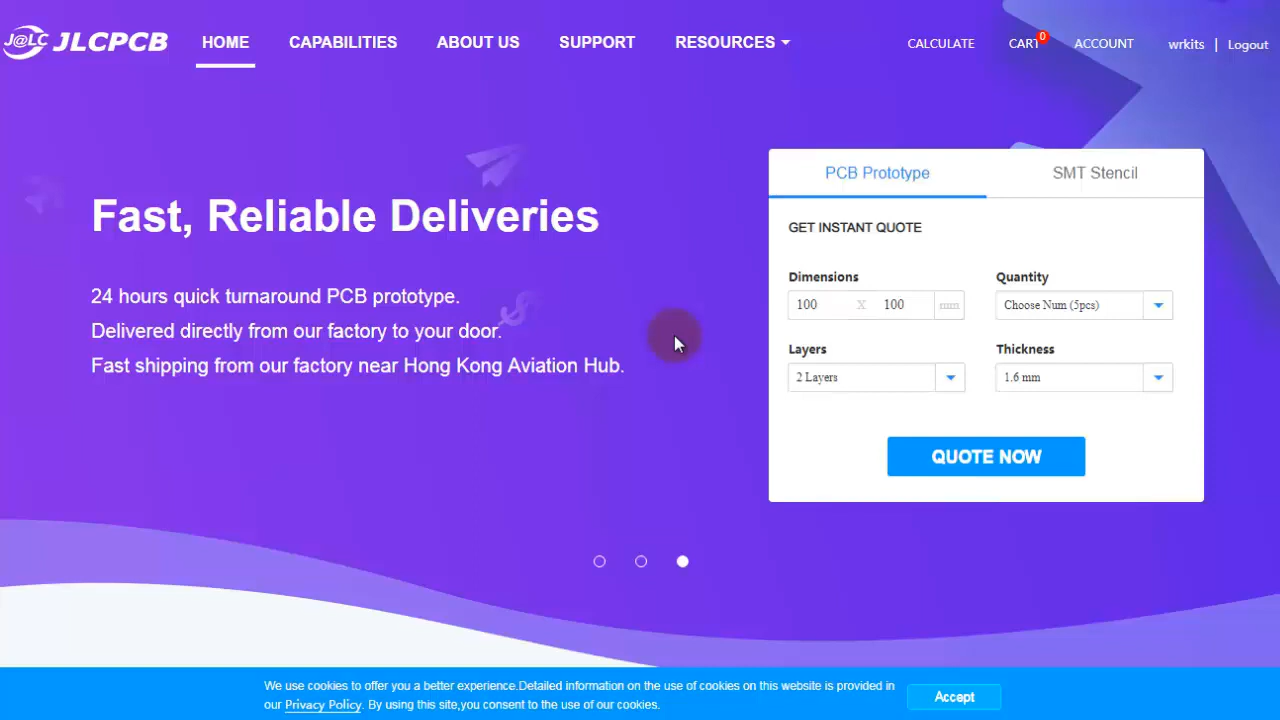 J@LC JLCPCB HOME CAPABILITIES ABOUT US SUPPORT RESOURCES CALCULATE CART 0 ACCOUNT wrkits | Logout
Fast, Reliable Deliveries
24 hours quick turnaround PCB prototype.
Delivered directly from our factory to your door.
Fast shipping from our factory near Hong Kong Aviation Hub.
PCB Prototype SMT Stencil
GET INSTANT QUOTE
Dimensions Quantity
100 X 100 mm Choose Num (5pcs)
Layers Thickness
2 Layers 1.6 mm
QUOTE NOW
We use cookies to offer you a better experience.Detailed information on the use of cookies on this website is provided in
our Privacy Policy. By using this site,you consent to the use of our cookies.
Accept